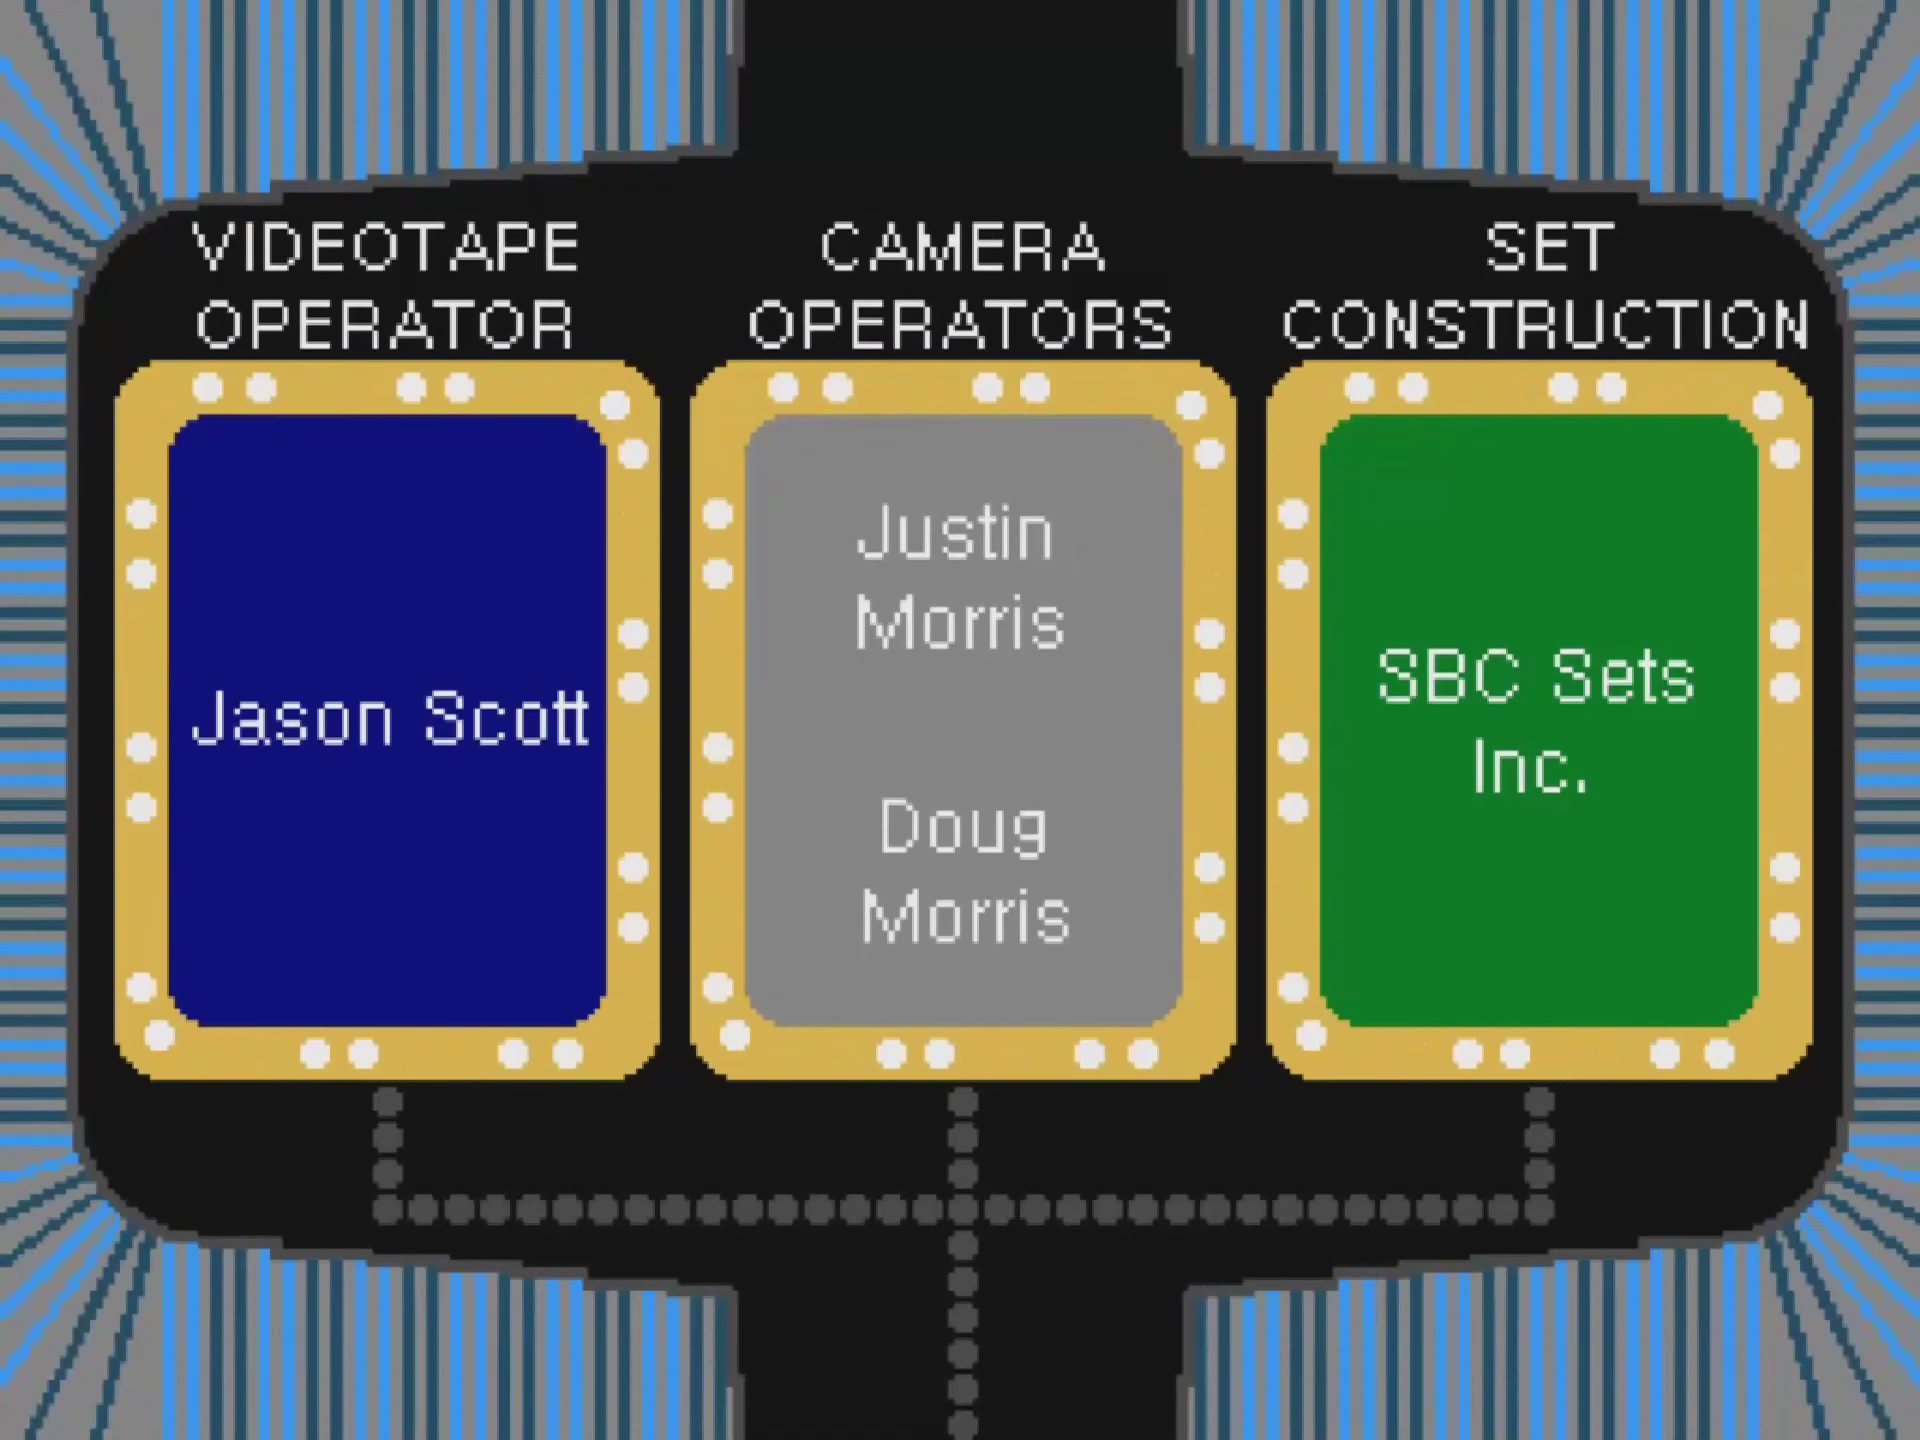 VIDEOTAPE
OPERATOR
Jason Scott
CAMERA
OPERATORS
Justin
Morris
Doug
Morris
SET
CONSTRUCTION
SBC Sets
Inc.